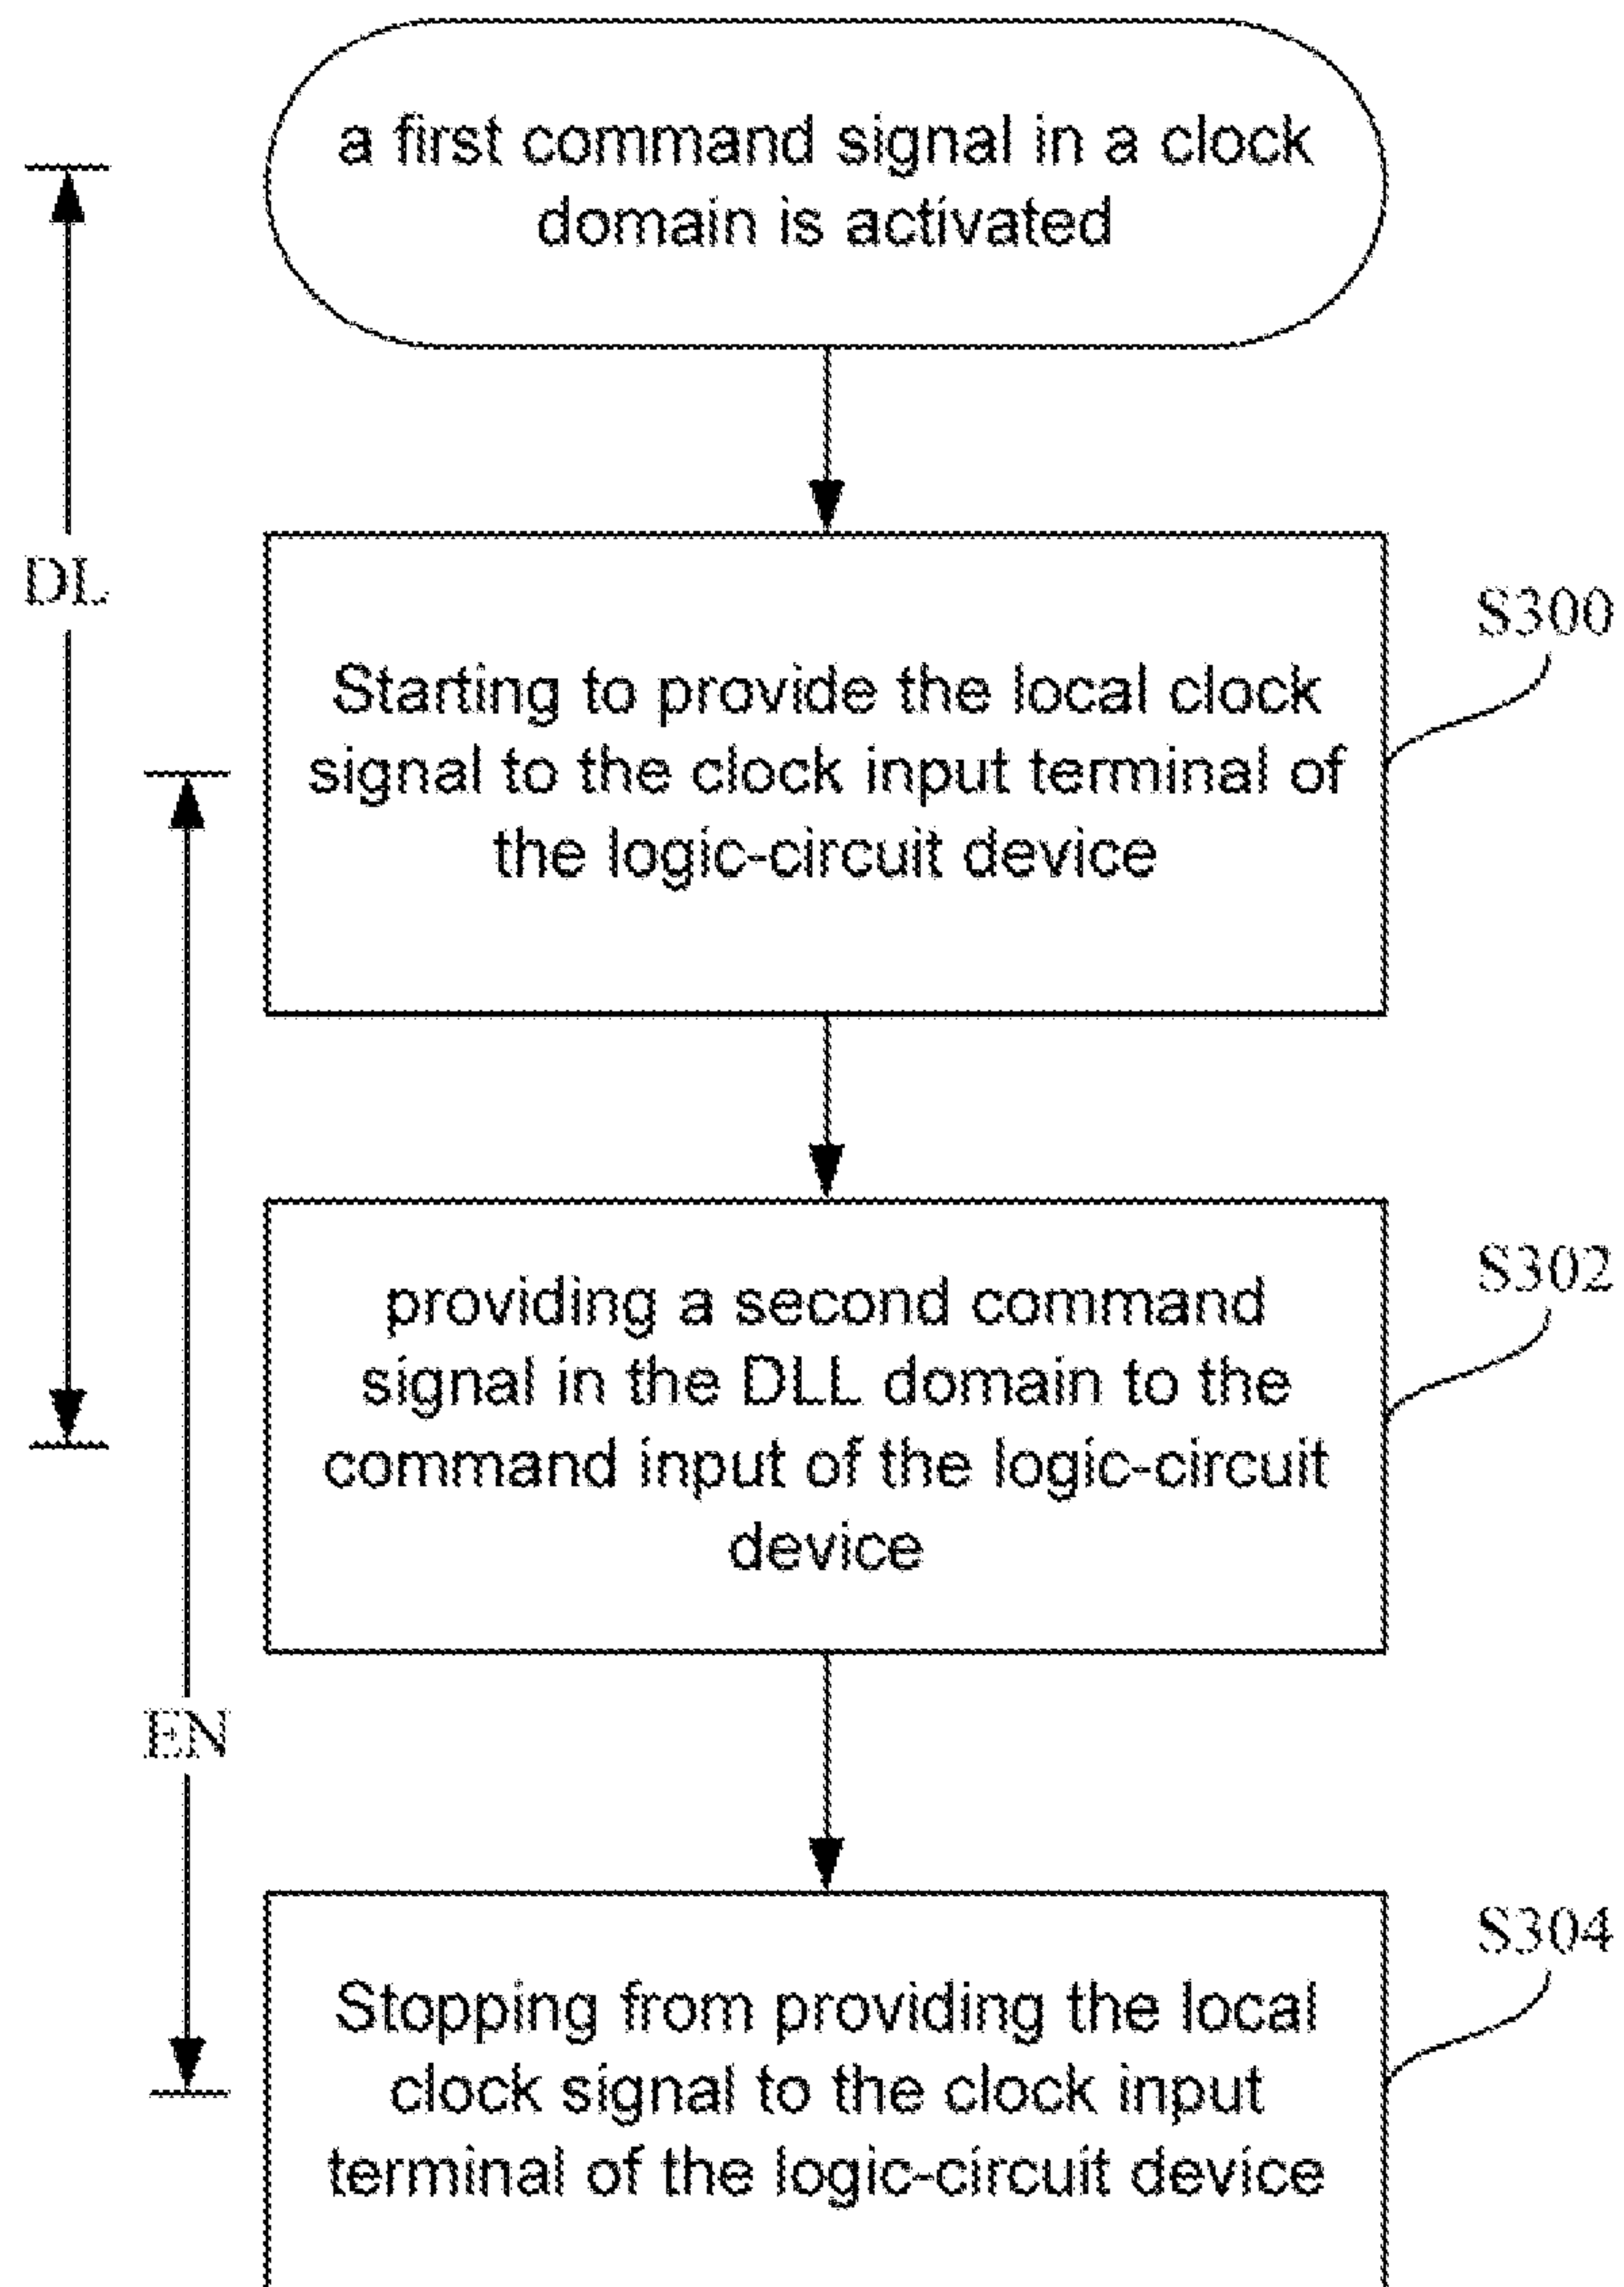 a first command signal in a clock
domain is activated
DL
S300
Starting to provide the local clock
signal to the clock input terminal of
the logic-circuit device
S302
providing a second command
signal in the DLL domain to the
command input of the logic-circuit
device
EN
S304
Stopping from providing the local
clock signal to the clock input
terminal of the logic-circuit device